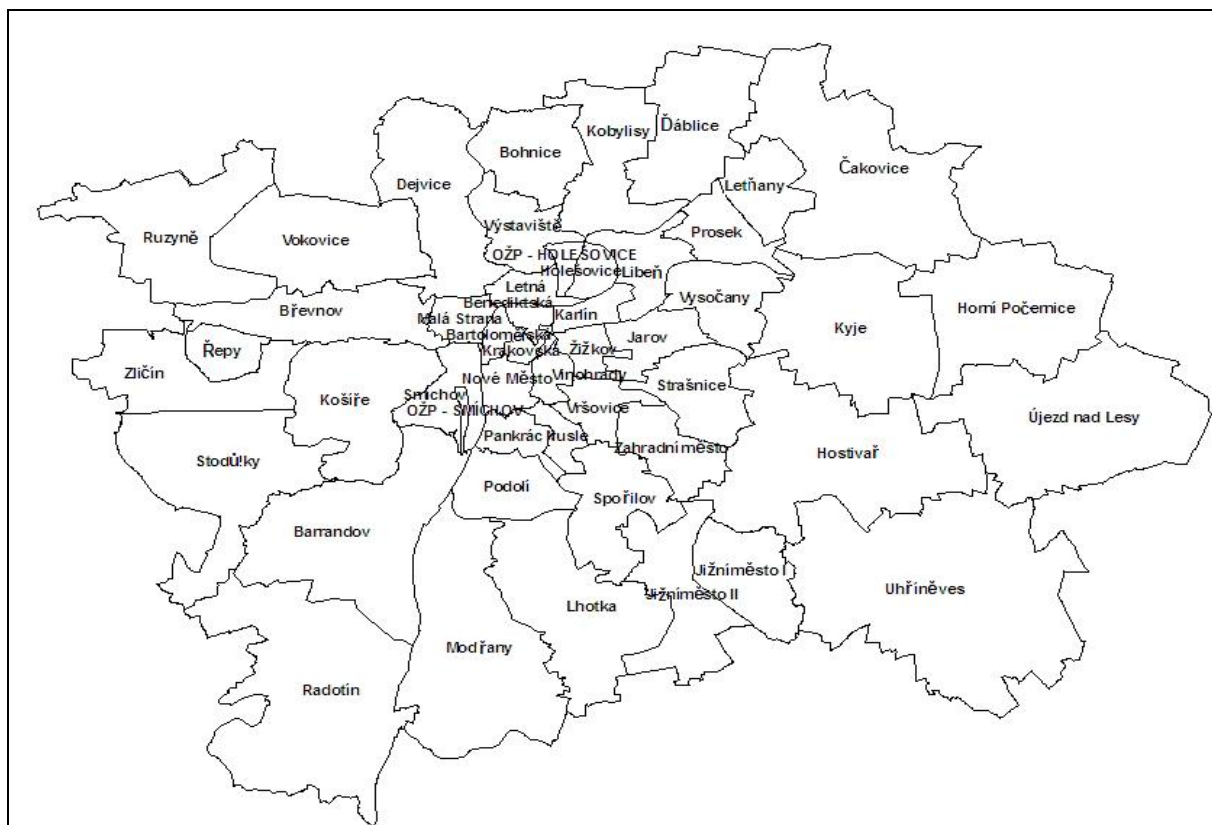 Ďáblice
Kobylisy
Bohnice
Čakovice
Letňany
Dejvice
Výstaviště
Prosek
Ruzyně
Vokovice
OŽP - HOLEŠOVICE
Holešovice
Libeň
Letná
Vysočany
Benediktská
Horní Počernice
Břevnov
Malá Strana
Karlín
Kyje
Bartolomějská
Jarov
Řepy
Krakovská
Žižkov
Zličín
Nové Město
Vinohrady
Strašnice
Košíře
Smíchov
OŽP - SMÍCHOV
Vršovice
Újezd nad Lesy
Pankrác
Nusle
Zahradní město
Hostivař
Stodů!ky
Podolí
Spořilov
Barrandov
Jižní město I
Uhříněves
Jižní město II
Lhotka
Modřany
Radotín